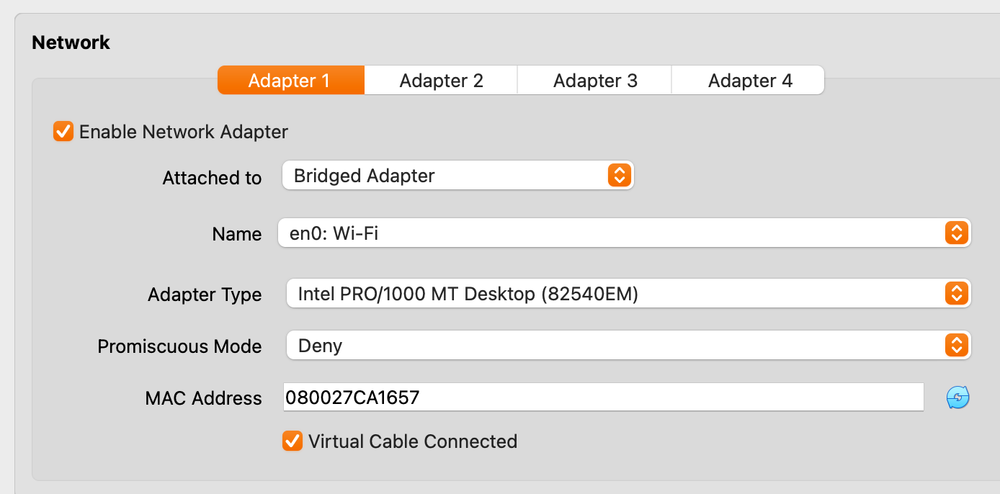 Network
Adapter 1 Adapter 2 Adapter 3 Adapter 4
Enable Network Adapter
Attached to Bridged Adapter
Name en0: Wi-Fi
Adapter Type Intel PRO/1000 MT Desktop (82540EM)
Promiscuous Mode Deny
MAC Address 080027CA1657
Virtual Cable Connected